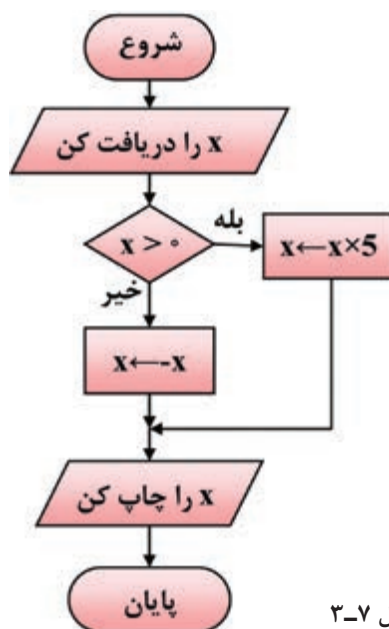 شروع
x را دریافت کن
x > ۰
بله
x←x×5
خیر
x←-x
x را چاپ کن
پایان
۳-۷